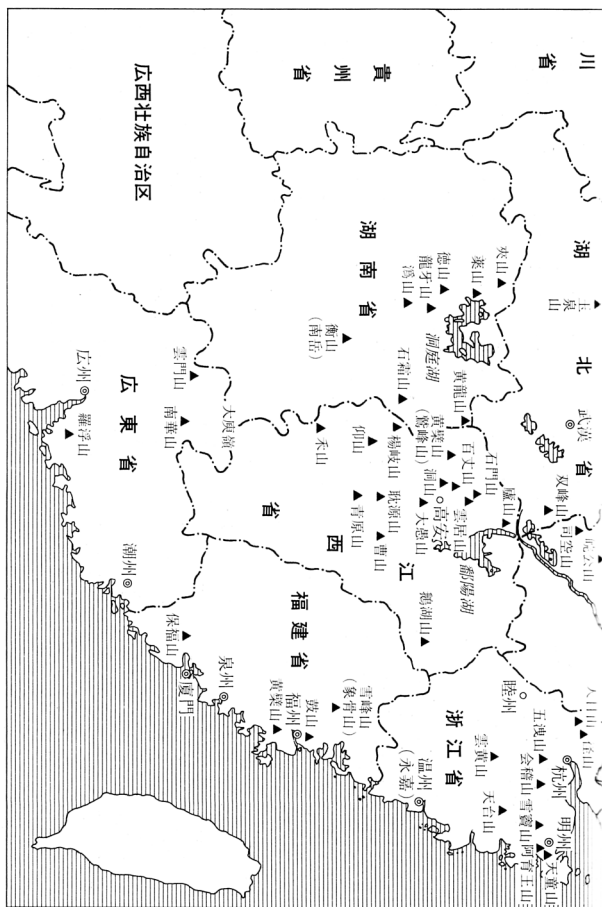 川省
貴州省
広西壮族自治区
湖北省
玉泉山
武漢
双峰山
司空山
湖南省
夾山
薬山
徳山
龍牙山
潙山
洞庭湖
衡山
(南岳)
石霜山
黄龍山
黄檗山
(鷲峰山)
百丈山
石門山
廬山
洞山
高安
雲居山
大愚山
鄱陽湖
楊岐山
仰山
禾山
耽源山
青原山
曹山
江西省
鵝湖山
大庾嶺
雲門山
南華山
広東省
広州
羅浮山
潮州
福建省
保福山
廈門
泉州
黄檗山
福州
鼓山
雪峰山
(象骨山)
浙江省
睦州
五洩山
杭州
会稽山
雲黄山
天台山
温州
(永嘉)
雪竇山
明州
阿育王山
天童山